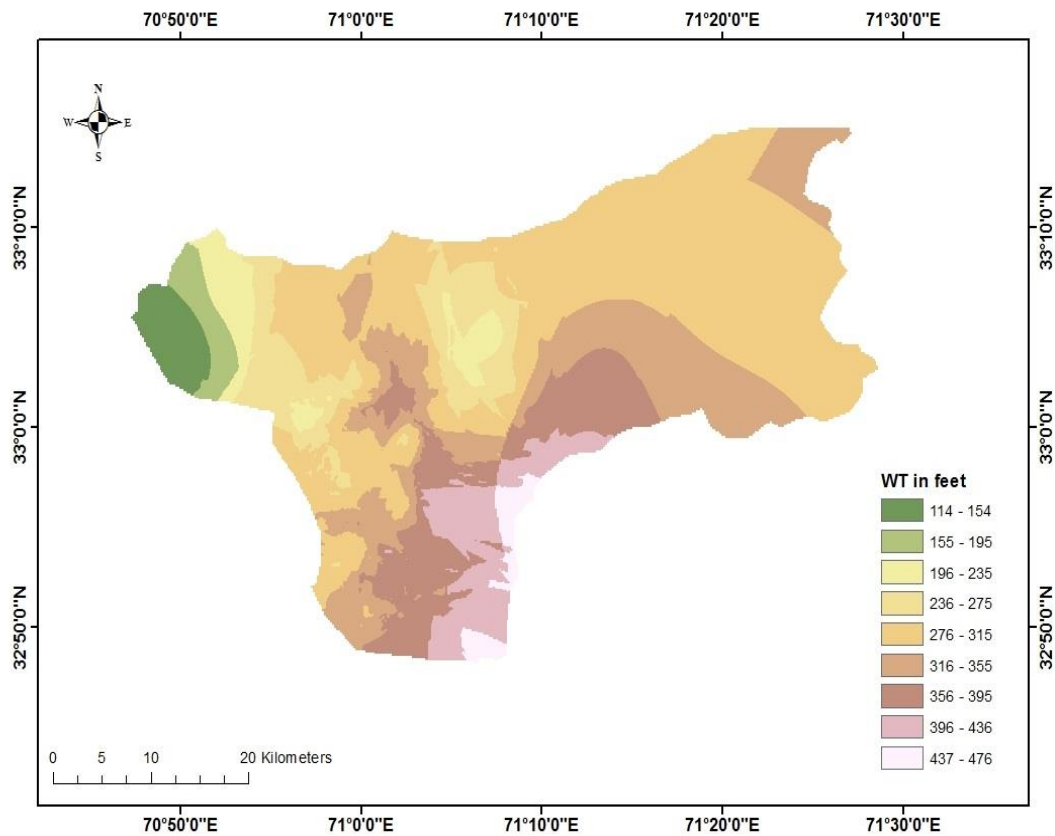 70°50'0"E 71°0'0"E 71°10'0"E 71°20'0"E 71°30'0"E
N
W E
S
33°10'0"N 33°10'0"N
33°0'0"N 33°0'0"N
32°50'0"N 32°50'0"N
WT in feet
114 - 154
155 - 195
196 - 235
236 - 275
276 - 315
316 - 355
356 - 395
396 - 436
437 - 476
0 5 10 20 Kilometers
70°50'0"E 71°0'0"E 71°10'0"E 71°20'0"E 71°30'0"E